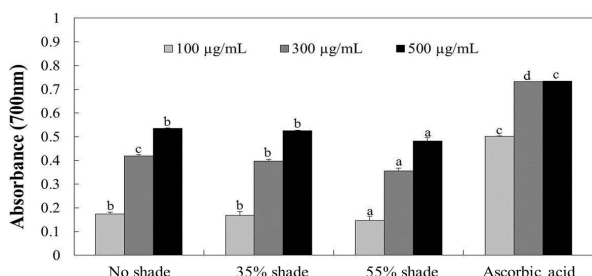 1
0.9
0.8
0.7
0.6
0.5
0.4
0.3
0.2
0.1
0
Absorbance (700nm)
100 µg/mL 300 µg/mL 500 µg/mL
b c b
b b b
a a a
c d c
No shade 35% shade 55% shade Ascorbic acid